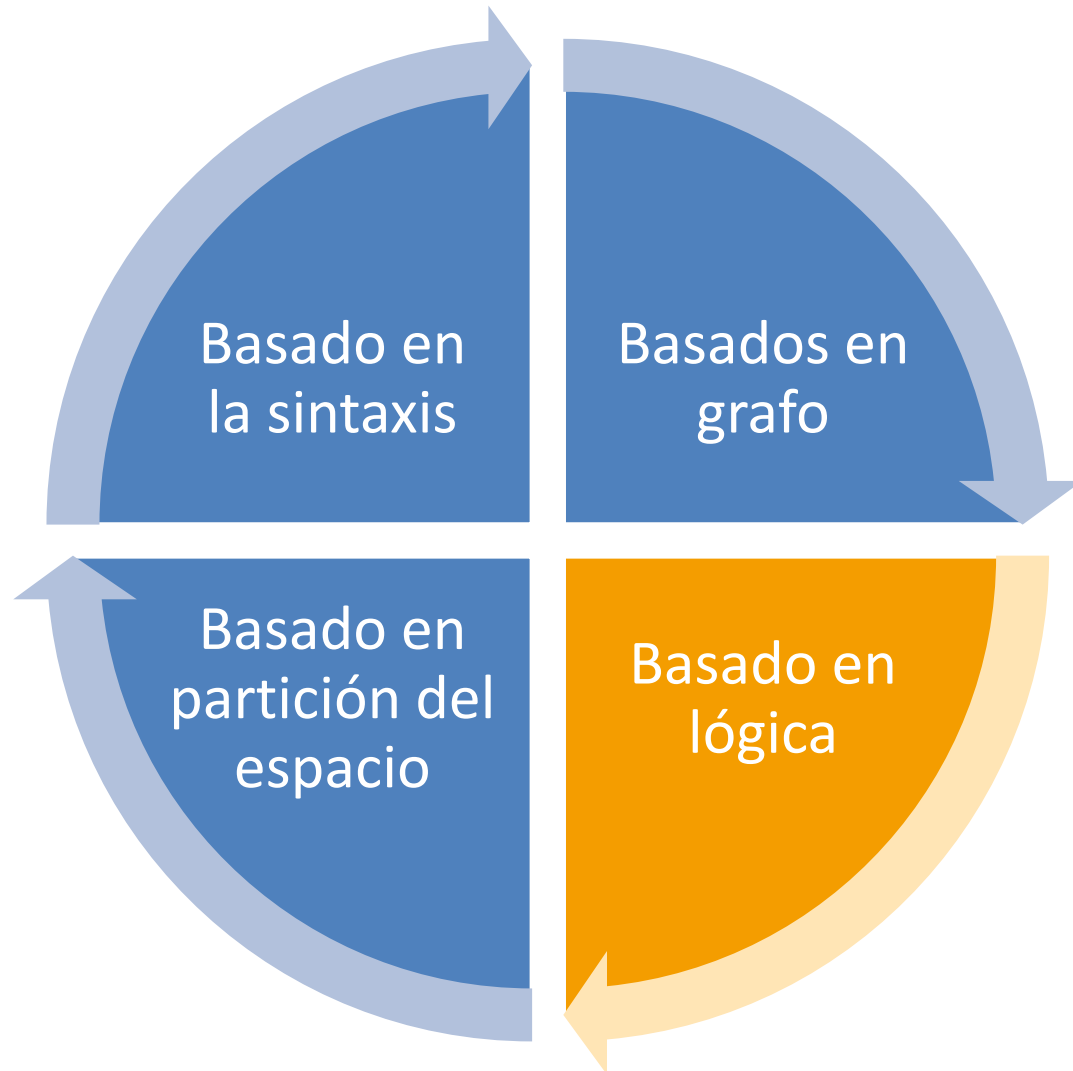 Basado en
la sintaxis
Basados en
grafo
Basado en
partición del
espacio
Basado en
lógica